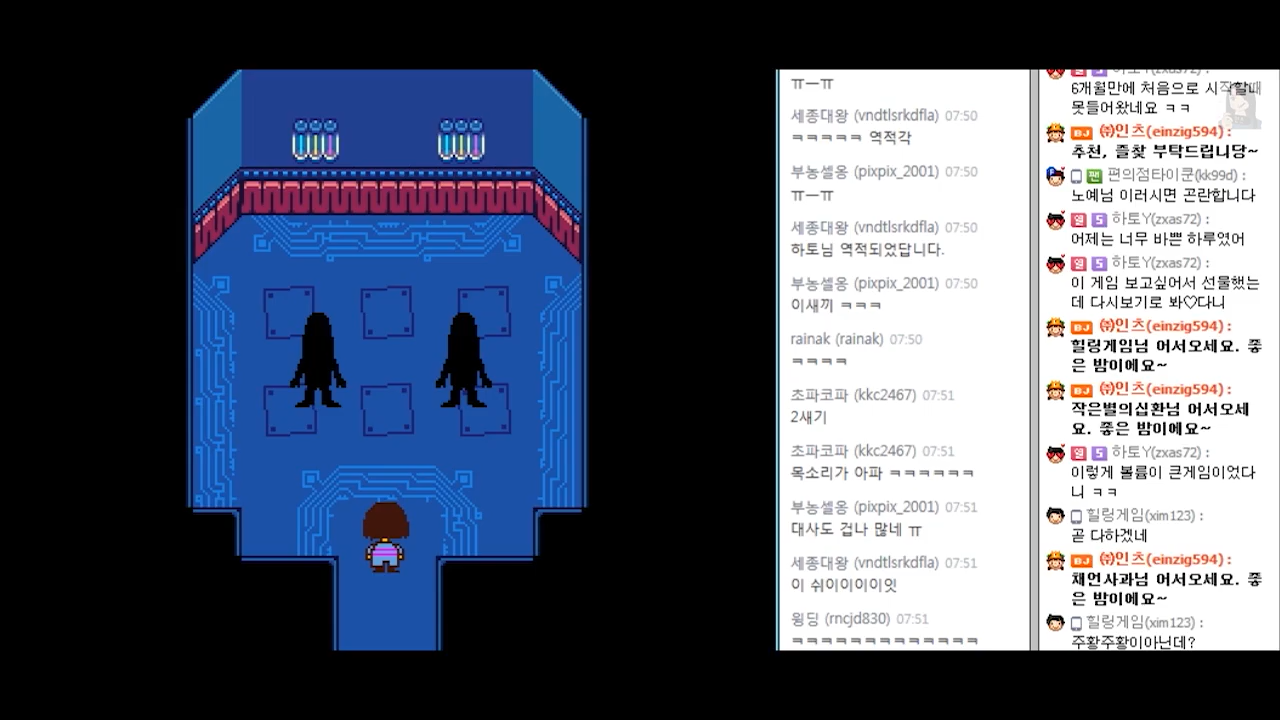 ㅠㅡㅠ
세종대왕 (vndtlsrkdfla) 07:50
ㅋㅋㅋㅋㅋ 역적각
부농셀옹 (pixpix_2001) 07:50
ㅠㅡㅠ
세종대왕 (vndtlsrkdfla) 07:50
하토님 역적되었답니다.
부농셀옹 (pixpix_2001) 07:50
이새끼 ㅋㅋㅋ
rainak (rainak) 07:50
ㅋㅋㅋㅋ
초파코파 (kkc2467) 07:51
2새기
초파코파 (kkc2467) 07:51
목소리가 아파 ㅋㅋㅋㅋㅋㅋ
부농셀옹 (pixpix_2001) 07:51
대사도 겁나 많네 ㅠ
세종대왕 (vndtlsrkdfla) 07:51
이 쉬이이이이잇
윙딩 (rncjd830) 07:51
ㅋㅋㅋㅋㅋㅋㅋㅋㅋㅋㅋㅋㅋ
열 5 하토Y(zxas72) :
6개월만에 처음으로 시작할때
못들어왔네요 ㅋㅋ
BJ ㈜인츠(einzig594) :
추천, 즐찾 부탁드립니당~
팬 편의점타이쿤(kk99d) :
노예님 이러시면 곤란합니다
열 5 하토Y(zxas72) :
어제는 너무 바쁜 하루였어
열 5 하토Y(zxas72) :
이 게임 보고싶어서 선물했는
데 다시보기로 봐♡다니
BJ ㈜인츠(einzig594) :
힐링게임님 어서오세요. 좋
은 밤이에요~
BJ ㈜인츠(einzig594) :
작은별의십환님 어서오세
요. 좋은 밤이에요~
열 5 하토Y(zxas72) :
이렇게 볼륨이 큰게임이었다
니 ㅋㅋ
힐링게임(xim123) :
곧 다하겠네
BJ ㈜인츠(einzig594) :
채언사과님 어서오세요. 좋
은 밤이에요~
힐링게임(xim123) :
주황주황이아닌데?